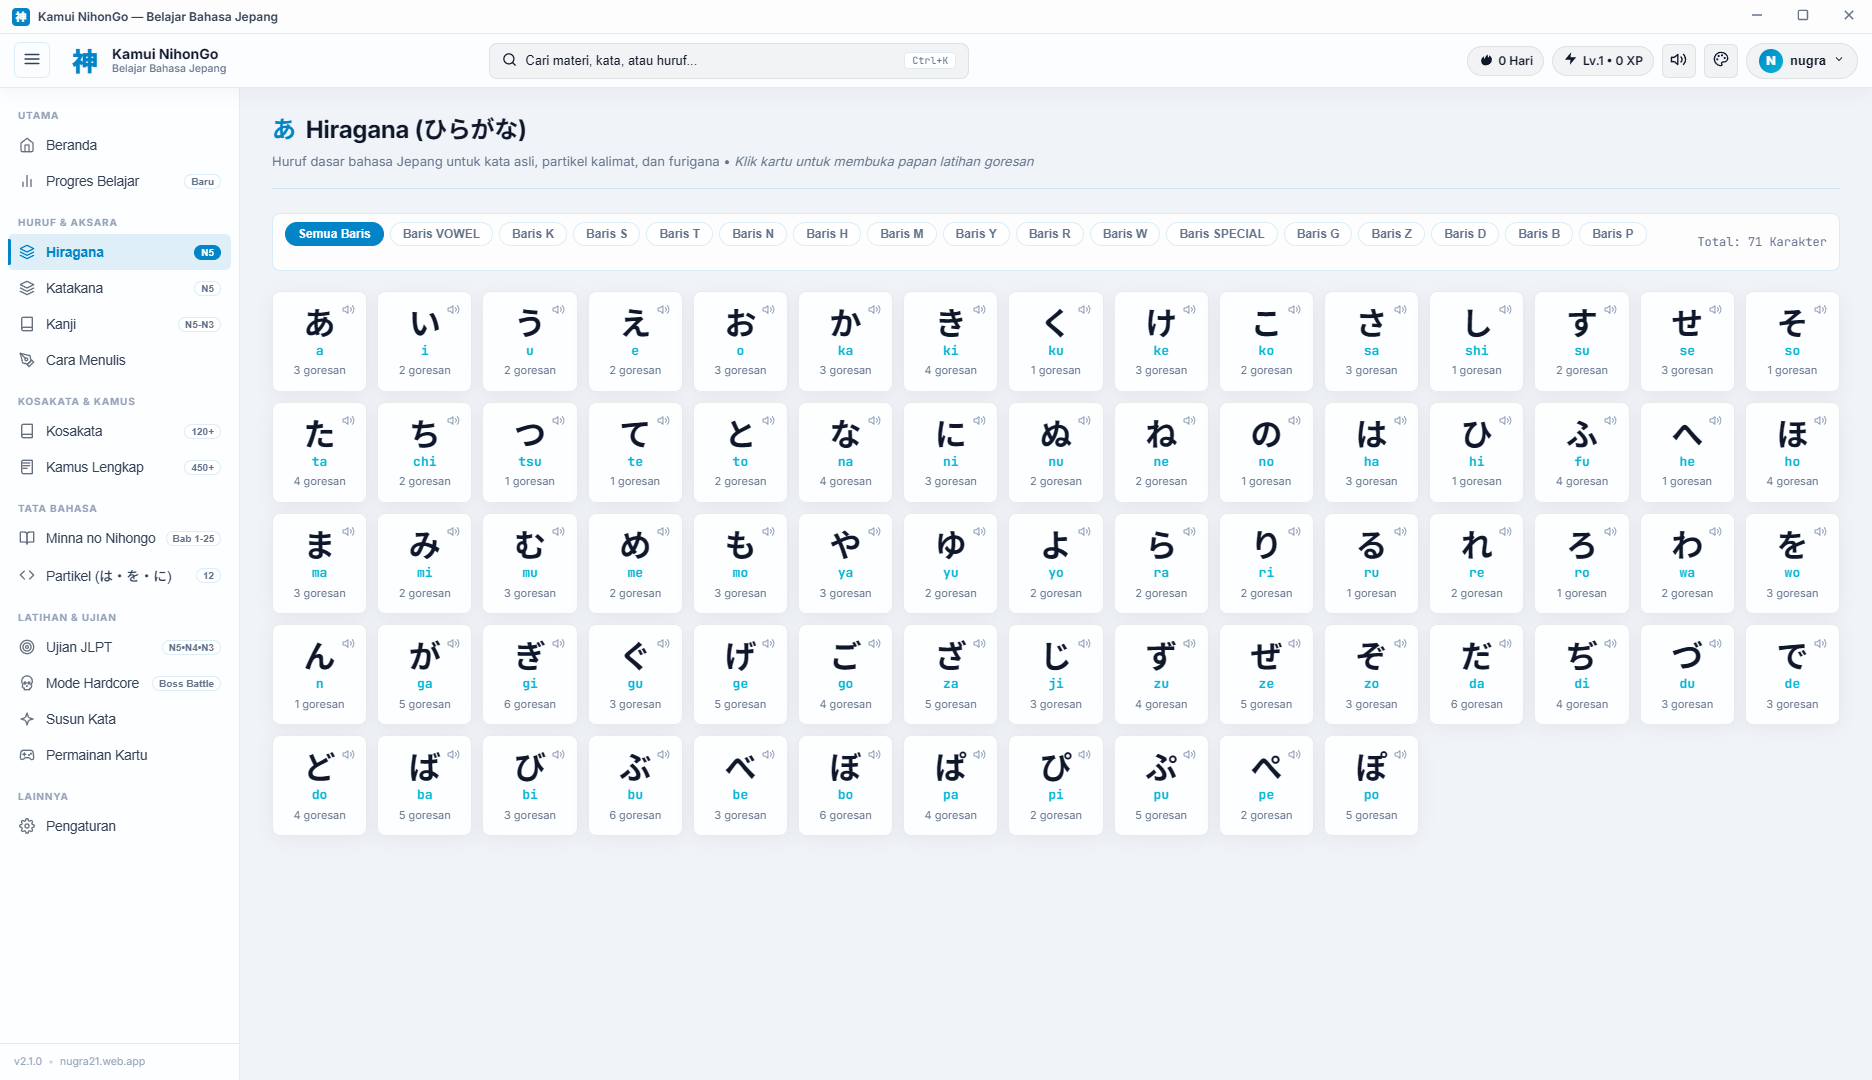 神 Kamui NihonGo — Belajar Bahasa Jepang
神 Kamui NihonGo
Belajar Bahasa Jepang
Cari materi, kata, atau huruf... Ctrl+K
0 Hari Lv.1 • 0 XP N nugra
UTAMA
Beranda
Progres Belajar Baru
HURUF & AKSARA
Hiragana N5
Katakana N5
Kanji N5-N3
Cara Menulis
KOSAKATA & KAMUS
Kosakata 120+
Kamus Lengkap 450+
TATA BAHASA
Minna no Nihongo Bab 1-25
Partikel (は・を・に) 12
LATIHAN & UJIAN
Ujian JLPT N5•N4•N3
Mode Hardcore Boss Battle
Susun Kata
Permainan Kartu
LAINNYA
Pengaturan
v2.1.0 • nugra21.web.app
あ Hiragana (ひらがな)
Huruf dasar bahasa Jepang untuk kata asli, partikel kalimat, dan furigana • Klik kartu untuk membuka papan latihan goresan
Semua Baris Baris VOWEL Baris K Baris S Baris T Baris N Baris H Baris M Baris Y Baris R Baris W Baris SPECIAL Baris G Baris Z Baris D Baris B Baris P
Total: 71 Karakter
あ い う え お か き く け こ さ し す せ そ
a i u e o ka ki ku ke ko sa shi su se so
3 goresan 2 goresan 2 goresan 2 goresan 3 goresan 3 goresan 4 goresan 1 goresan 3 goresan 2 goresan 3 goresan 1 goresan 2 goresan 3 goresan 1 goresan
た ち つ て と な に ぬ ね の は ひ ふ へ ほ
ta chi tsu te to na ni nu ne no ha hi fu he ho
4 goresan 2 goresan 1 goresan 1 goresan 2 goresan 4 goresan 3 goresan 2 goresan 2 goresan 1 goresan 3 goresan 1 goresan 4 goresan 1 goresan 4 goresan
ま み む め も や ゆ よ ら り る れ ろ わ を
ma mi mu me mo ya yu yo ra ri ru re ro wa wo
3 goresan 2 goresan 3 goresan 2 goresan 3 goresan 3 goresan 2 goresan 2 goresan 2 goresan 2 goresan 1 goresan 2 goresan 1 goresan 2 goresan 3 goresan
ん が ぎ ぐ げ ご ざ じ ず ぜ ぞ だ ぢ づ で
n ga gi gu ge go za ji zu ze zo da di du de
1 goresan 5 goresan 6 goresan 3 goresan 5 goresan 4 goresan 5 goresan 3 goresan 4 goresan 5 goresan 3 goresan 6 goresan 4 goresan 3 goresan 3 goresan
ど ば び ぶ べ ぼ ぱ ぴ ぷ ぺ ぽ
do ba bi bu be bo pa pi pu pe po
4 goresan 5 goresan 3 goresan 6 goresan 3 goresan 6 goresan 4 goresan 2 goresan 5 goresan 2 goresan 5 goresan